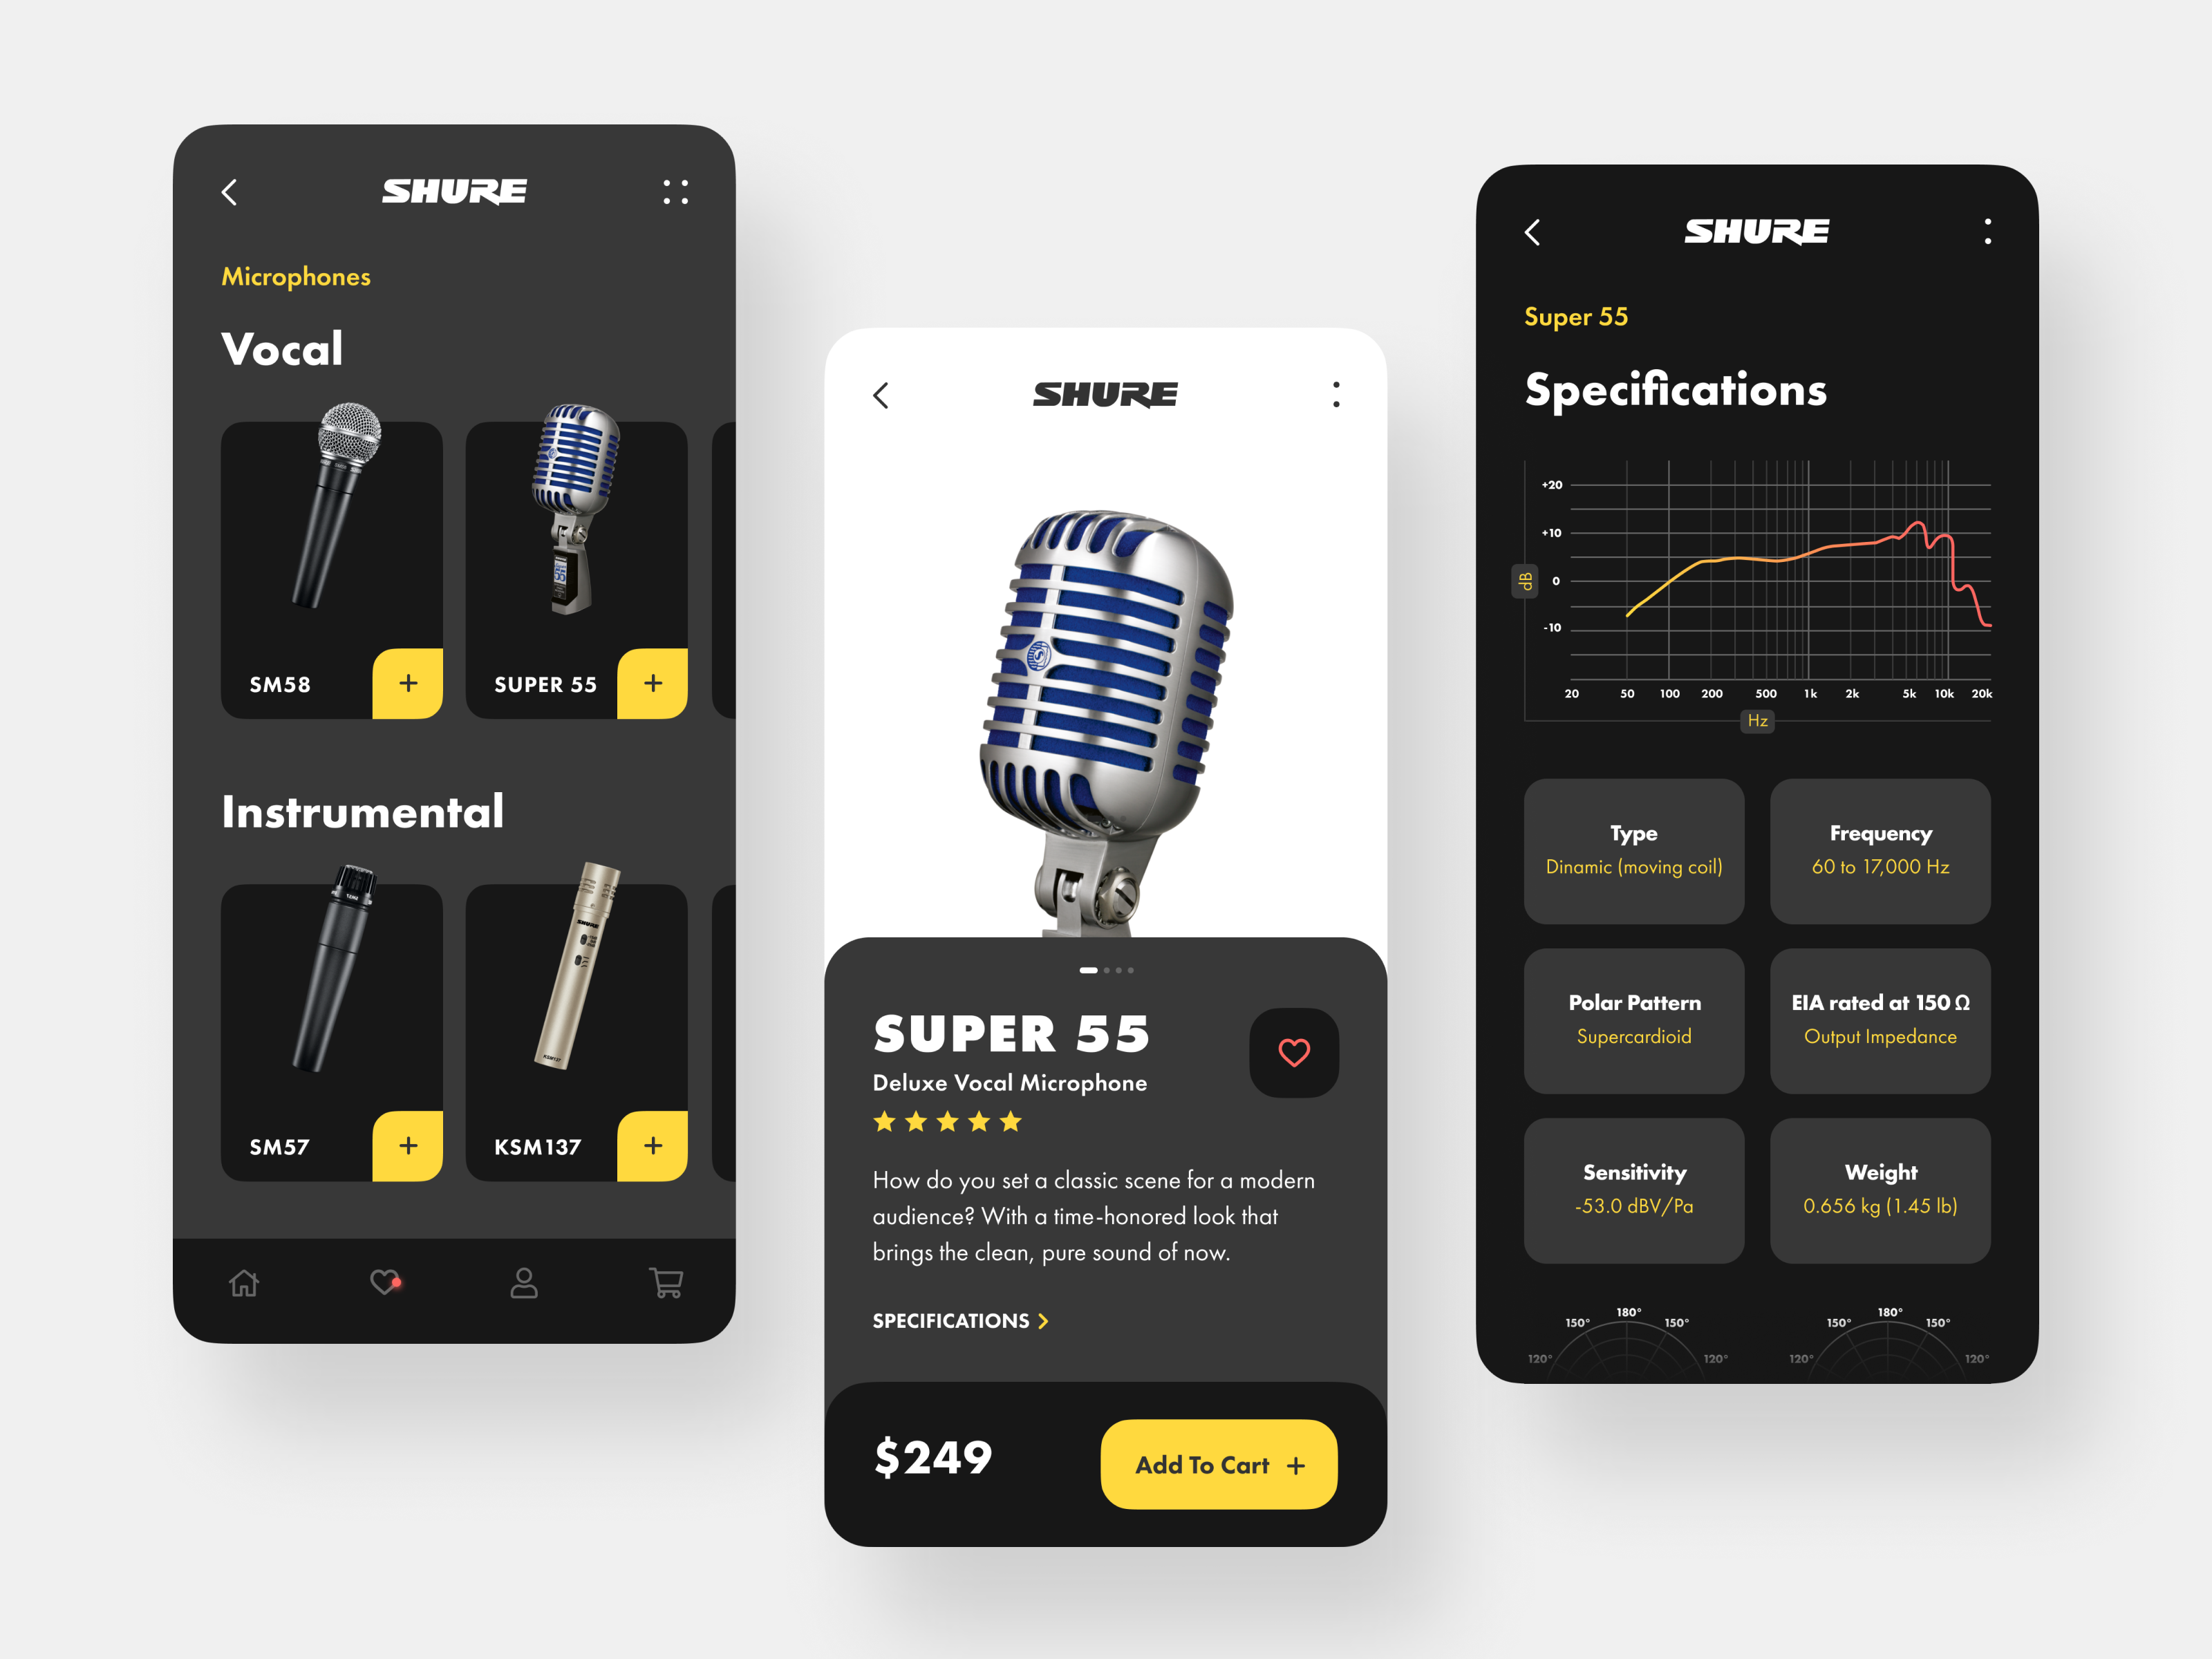 SHURE
Microphones
Vocal
SM58
SUPER 55
Instrumental
SHURE
KSM137
SM57
KSM137
SHURE
SUPER 55
Deluxe Vocal Microphone
How do you set a classic scene for a modern
audience? With a time-honored look that
brings the clean, pure sound of now.
SPECIFICATIONS
$249
Add To Cart +
SHURE
Super 55
Specifications
+20
+10
dB
0
-10
20 50 100 200 500 1k 2k 5k 10k 20k
Hz
Type
Dinamic (moving coil)
Frequency
60 to 17,000 Hz
Polar Pattern
Supercardioid
EIA rated at 150 Ω
Output Impedance
Sensitivity
-53.0 dBV/Pa
Weight
0.656 kg (1.45 lb)
180°
150° 150°
120° 120°
180°
150° 150°
120° 120°